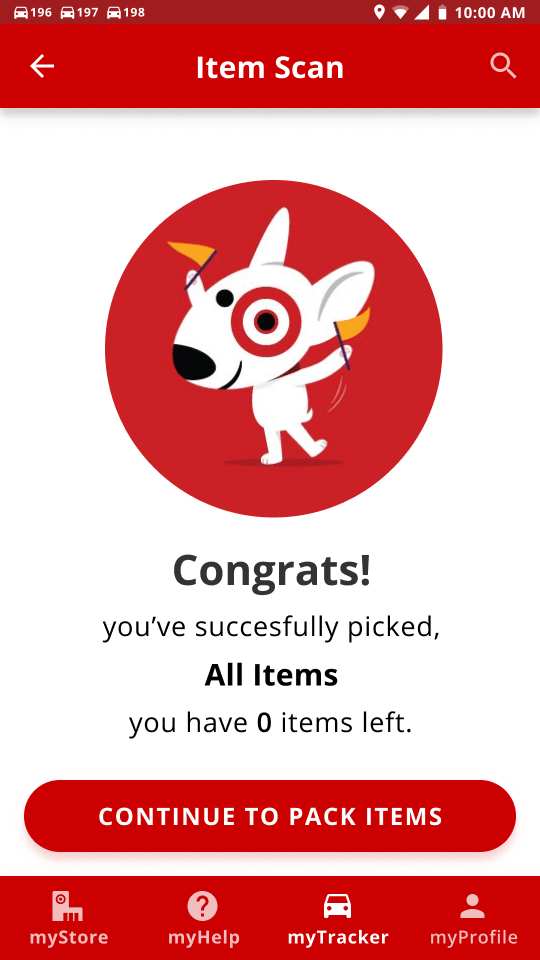 196 197 198 10:00 AM
Item Scan
Congrats!
you’ve succesfully picked,
All Items
you have 0 items left.
CONTINUE TO PACK ITEMS
myStore myHelp myTracker myProfile